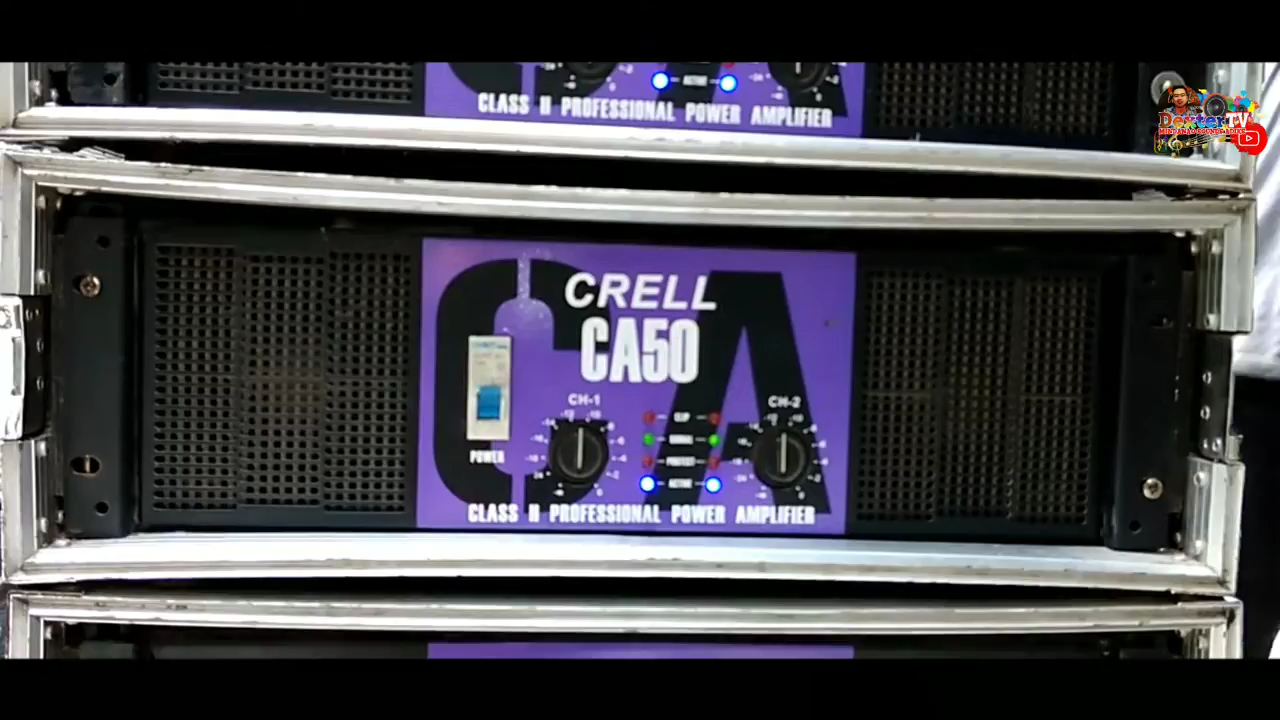 ACTIVE
CLASS H PROFESSIONAL POWER AMPLIFIER
DexterTV
CA
CRELL
CA50
CH-1
CH-2
CLIP
SIGNAL
PROTECT
ACTIVE
POWER
CLASS H PROFESSIONAL POWER AMPLIFIER